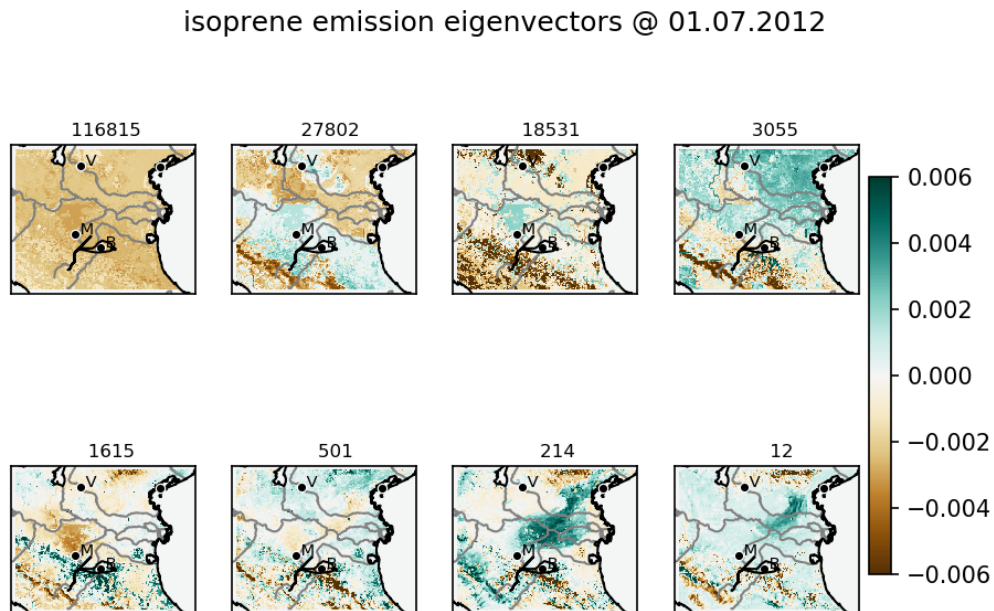 isoprene emission eigenvectors @ 01.07.2012
116815 27802 18531 3055
V V V
M M M M
B B B B
0.006
0.004
0.002
0.000
−0.002
−0.004
−0.006
1615 501 214 12
V V V V
M M M M
B B B B